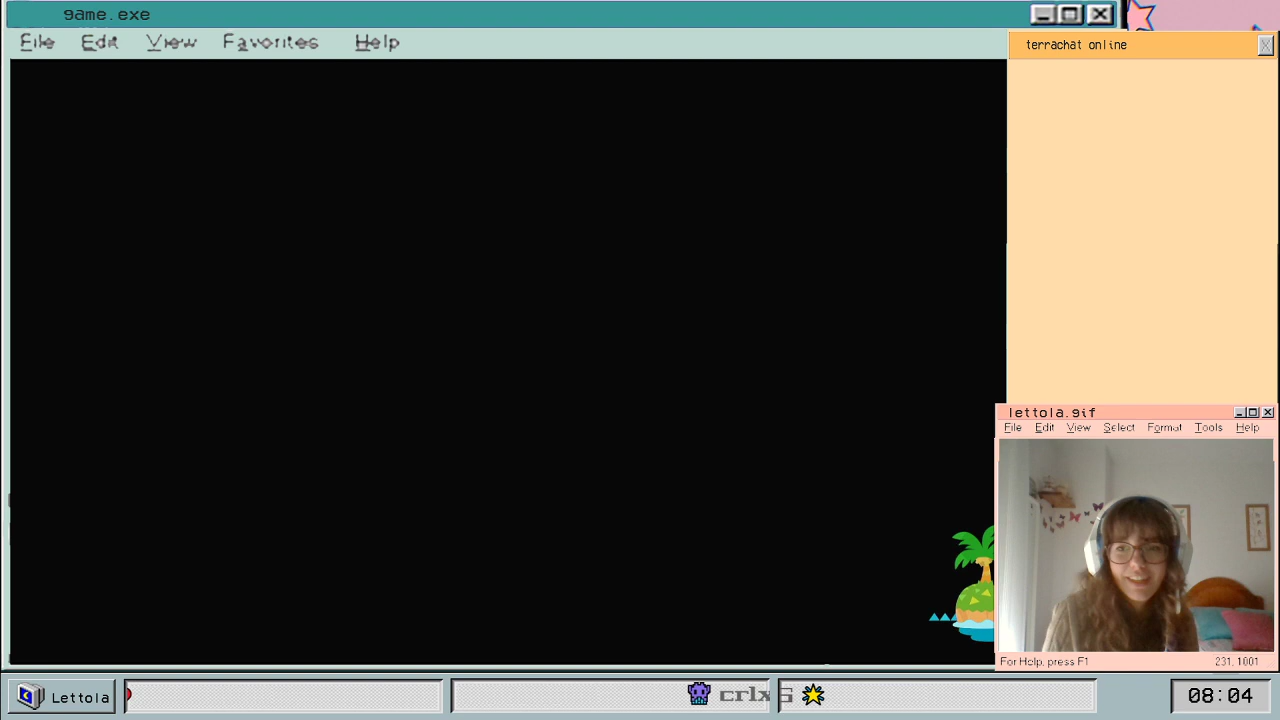 game.exe
File Edit View Favorites Help
terrachat online
lettola.gif
File Edit View Select Format Tools Help
For Help, press F1
231,1001
Lettola
08:04